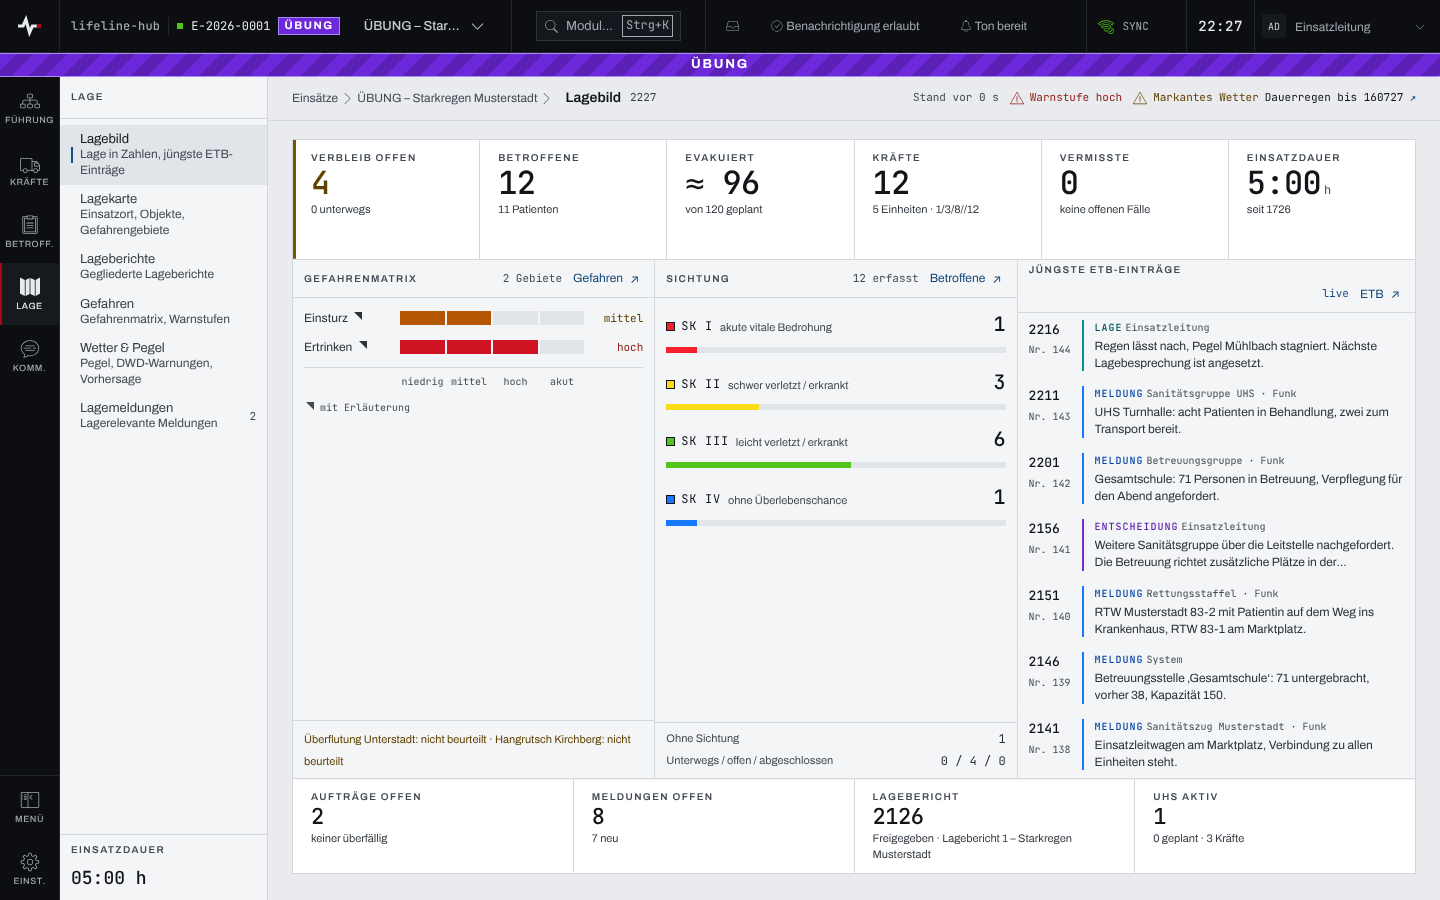 lifeline-hub
E-2026-0001 ÜBUNG
ÜBUNG – Star...
Modul... Strg+K
Benachrichtigung erlaubt
Ton bereit
SYNC
22:27
AD Einsatzleitung
ÜBUNG
FÜHRUNG
KRÄFTE
BETROFF.
LAGE
KOMM.
MENÜ
EINST.
LAGE
Lagebild
Lage in Zahlen, jüngste ETB-
Einträge
Lagekarte
Einsatzort, Objekte,
Gefahrengebiete
Lageberichte
Gegliederte Lageberichte
Gefahren
Gefahrenmatrix, Warnstufen
Wetter & Pegel
Pegel, DWD-Warnungen,
Vorhersage
Lagemeldungen
Lagerelevante Meldungen 2
EINSATZDAUER
05:00 h
Einsätze > ÜBUNG – Starkregen Musterstadt > Lagebild 2227
Stand vor 0 s Warnstufe hoch Markantes Wetter Dauerregen bis 160727 ↗
VERBLEIB OFFEN
4
0 unterwegs
BETROFFENE
12
11 Patienten
EVAKUIERT
≈ 96
von 120 geplant
KRÄFTE
12
5 Einheiten · 1/3/8//12
VERMISSTE
0
keine offenen Fälle
EINSATZDAUER
5:00 h
seit 1726
GEFAHRENMATRIX 2 Gebiete Gefahren ↗
Einsturz mittel
Ertrinken hoch
niedrig mittel hoch akut
mit Erläuterung
Überflutung Unterstadt: nicht beurteilt · Hangrutsch Kirchberg: nicht
beurteilt
SICHTUNG 12 erfasst Betroffene ↗
SK I akute vitale Bedrohung 1
SK II schwer verletzt / erkrankt 3
SK III leicht verletzt / erkrankt 6
SK IV ohne Überlebenschance 1
Ohne Sichtung 1
Unterwegs / offen / abgeschlossen 0 / 4 / 0
JÜNGSTE ETB-EINTRÄGE
live ETB ↗
2216 LAGE Einsatzleitung
Nr. 144 Regen lässt nach, Pegel Mühlbach stagniert. Nächste
Lagebesprechung ist angesetzt.
2211 MELDUNG Sanitätsgruppe UHS · Funk
Nr. 143 UHS Turnhalle: acht Patienten in Behandlung, zwei zum
Transport bereit.
2201 MELDUNG Betreuungsgruppe · Funk
Nr. 142 Gesamtschule: 71 Personen in Betreuung, Verpflegung für
den Abend angefordert.
2156 ENTSCHEIDUNG Einsatzleitung
Nr. 141 Weitere Sanitätsgruppe über die Leitstelle nachgefordert.
Die Betreuung richtet zusätzliche Plätze in der...
2151 MELDUNG Rettungsstaffel · Funk
Nr. 140 RTW Musterstadt 83-2 mit Patientin auf dem Weg ins
Krankenhaus, RTW 83-1 am Marktplatz.
2146 MELDUNG System
Nr. 139 Betreuungsstelle ‚Gesamtschule‘: 71 untergebracht,
vorher 38, Kapazität 150.
2141 MELDUNG Sanitätszug Musterstadt · Funk
Nr. 138 Einsatzleitwagen am Marktplatz, Verbindung zu allen
Einheiten steht.
AUFTRÄGE OFFEN
2
keiner überfällig
MELDUNGEN OFFEN
8
7 neu
LAGEBERICHT
2126
Freigegeben · Lagebericht 1 – Starkregen
Musterstadt
UHS AKTIV
1
0 geplant · 3 Kräfte